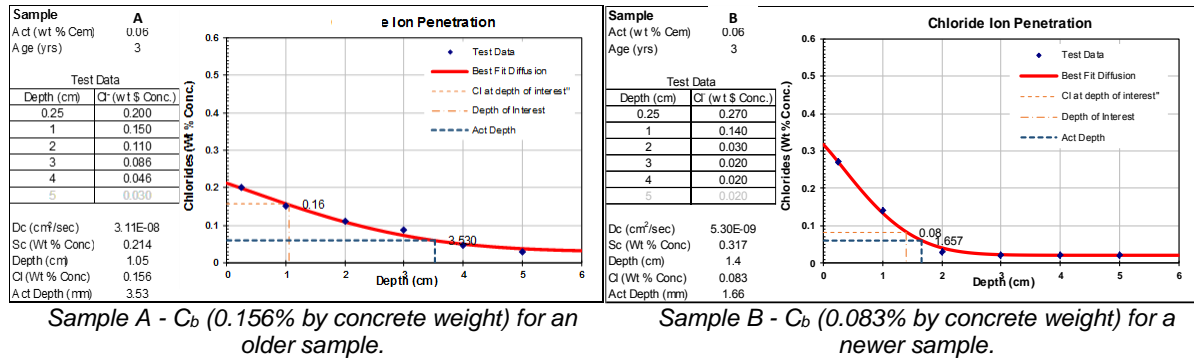 Sample A
Act (wt % Cem) 0.06
Age (yrs) 3
Test Data
Depth (cm) Cl⁻ (wt $ Conc.)
0.25 0.200
1 0.150
2 0.110
3 0.086
4 0.046
5 0.030
Dc (cm²/sec) 3.11E-08
Sc (Wt % Conc) 0.214
Depth (cm) 1.05
Cl (Wt % Conc) 0.156
Act Depth (mm) 3.53
e Ion Penetration
Chlorides (Wt % Conc.)
0.6
0.5
0.4
0.3
0.2
0.1
0
Test Data
Best Fit Diffusion
Cl at depth of interest"
Depth of Interest
Act Depth
0.16
3.530
0 1 2 3 4 5 6
Depth (cm)
Sample A - Cb (0.156% by concrete weight) for an
older sample.
Sample B
Act (wt % Cem) 0.06
Age (yrs) 3
Test Data
Depth (cm) Cl⁻ (wt $ Conc.)
0.25 0.270
1 0.140
2 0.030
3 0.020
4 0.020
5 0.020
Dc (cm²/sec) 5.30E-09
Sc (Wt % Conc) 0.317
Depth (cm) 1.4
Cl (Wt % Conc) 0.083
Act Depth (mm) 1.66
Chloride Ion Penetration
Chlorides (Wt % Conc.)
0.6
0.5
0.4
0.3
0.2
0.1
0
Test Data
Best Fit Diffusion
Cl at depth of interest"
Depth of Interest
Act Depth
0.08
1.657
0 1 2 3 4 5 6
Depth (cm)
Sample B - Cb (0.083% by concrete weight) for a
newer sample.